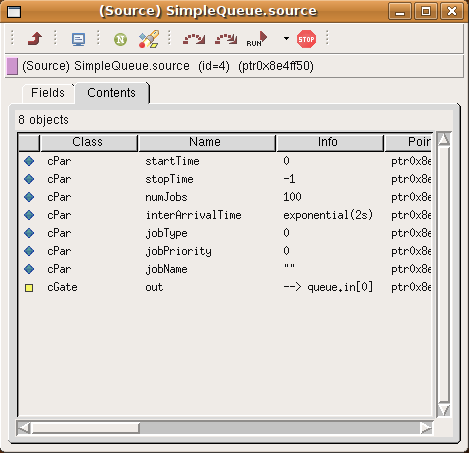 (Source) SimpleQueue.source
N RUN STOP
(Source) SimpleQueue.source (id=4) (ptr0x8e4ff50)
Fields Contents
8 objects
Class Name Info Poin
cPar startTime 0 ptr0x8e
cPar stopTime -1 ptr0x8e
cPar numJobs 100 ptr0x8e
cPar interArrivalTime exponential(2s) ptr0x8e
cPar jobType 0 ptr0x8e
cPar jobPriority 0 ptr0x8e
cPar jobName "" ptr0x8e
cGate out --> queue.in[0] ptr0x8e